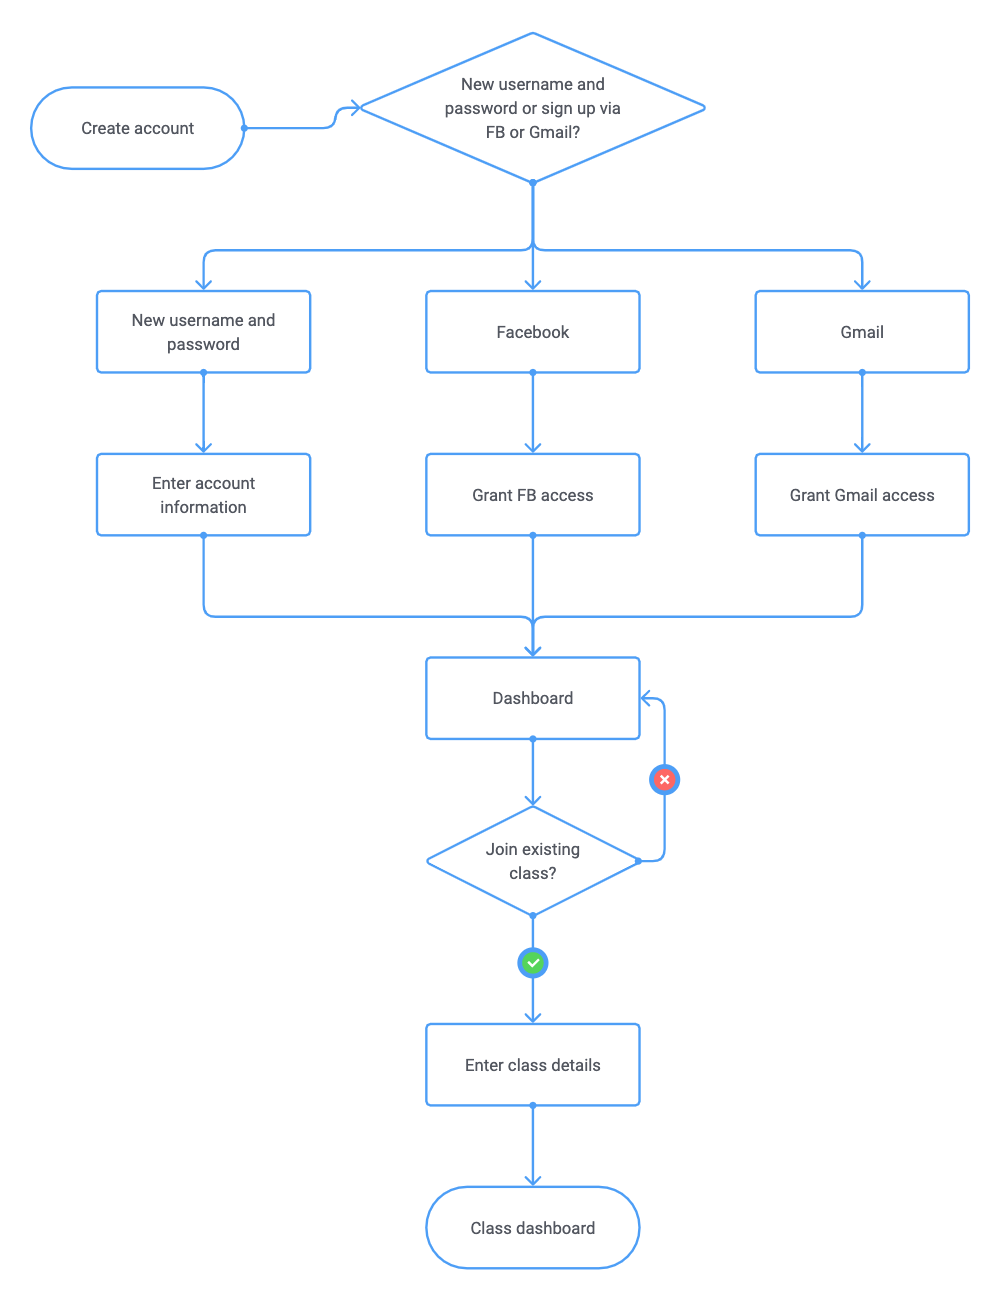 Create account
New username and
password or sign up via
FB or Gmail?
New username and
password
Facebook
Gmail
Enter account
information
Grant FB access
Grant Gmail access
Dashboard
Join existing
class?
Enter class details
Class dashboard